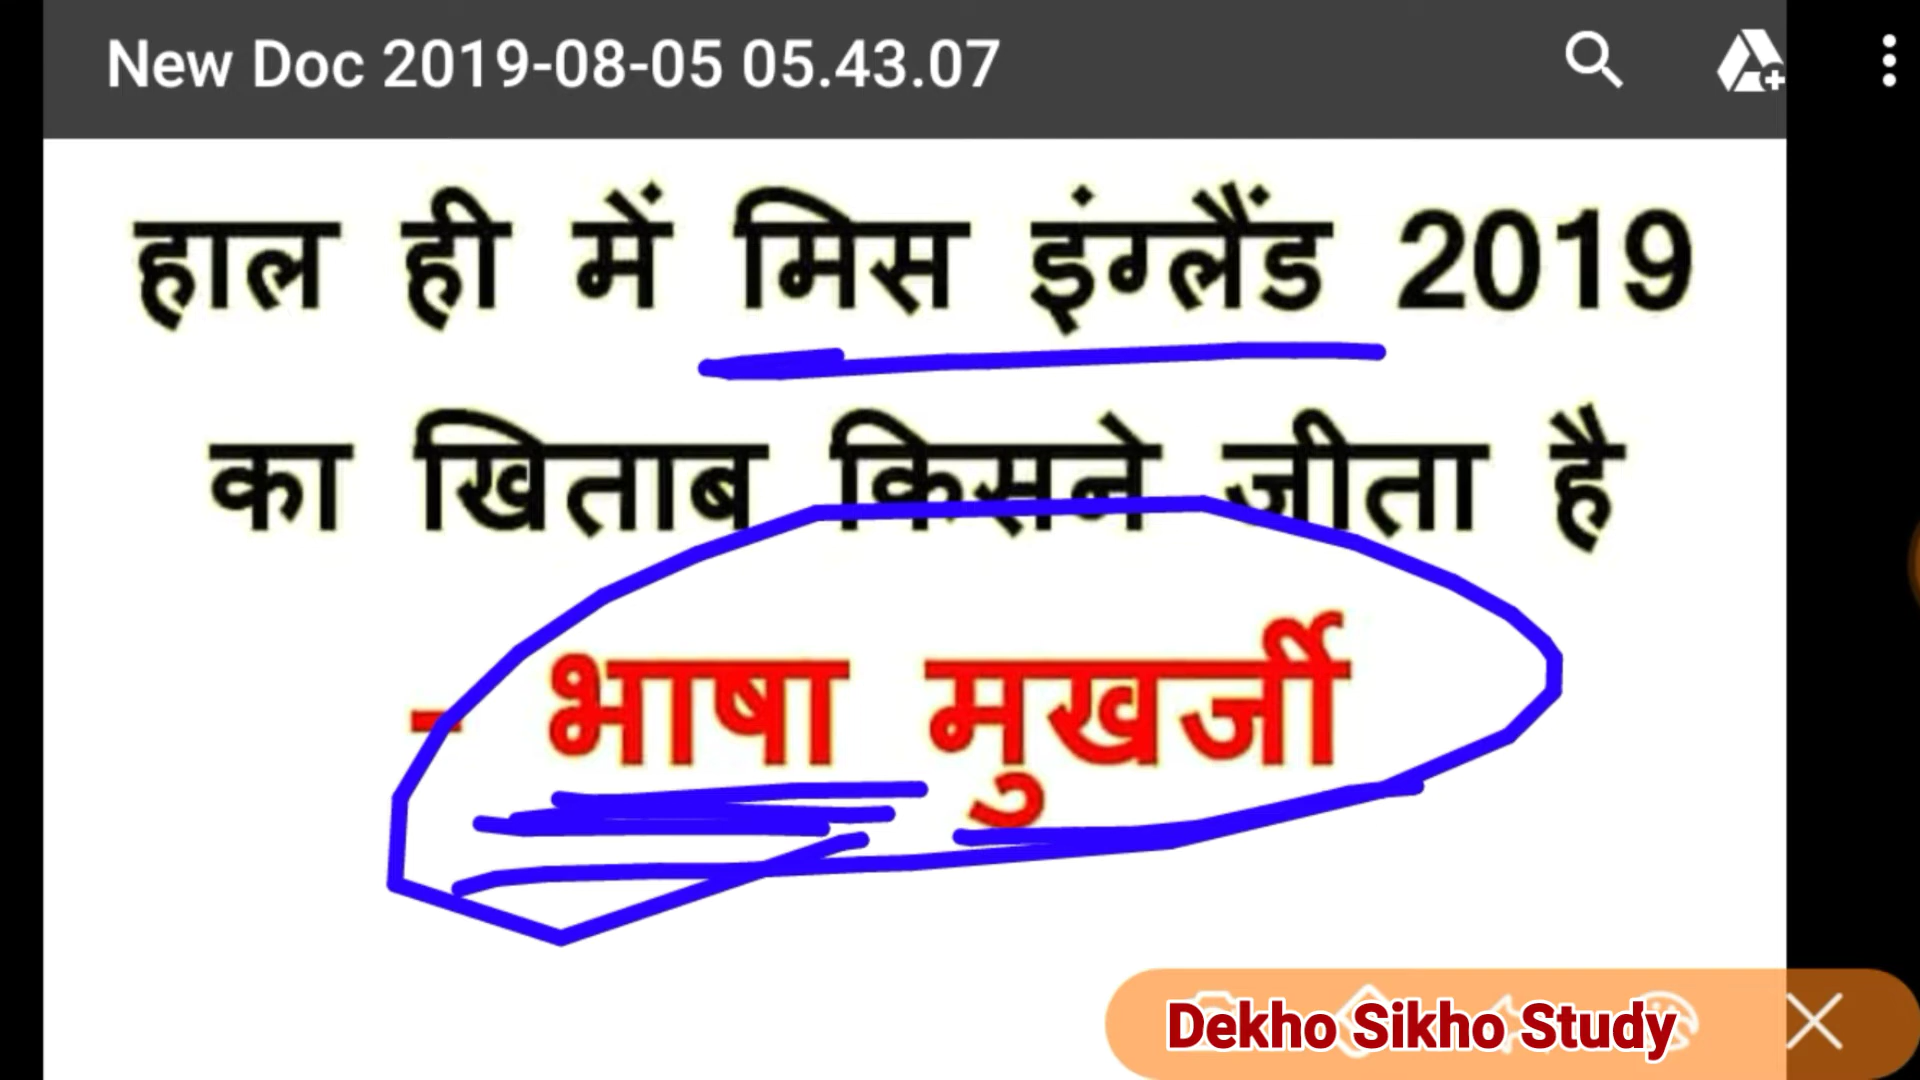 New Doc 2019-08-05 05.43.07
हाल ही में मिस इंग्लैंड 2019
का खिताब किसने जीता है
- भाषा मुखर्जी
Dekho Sikho Study